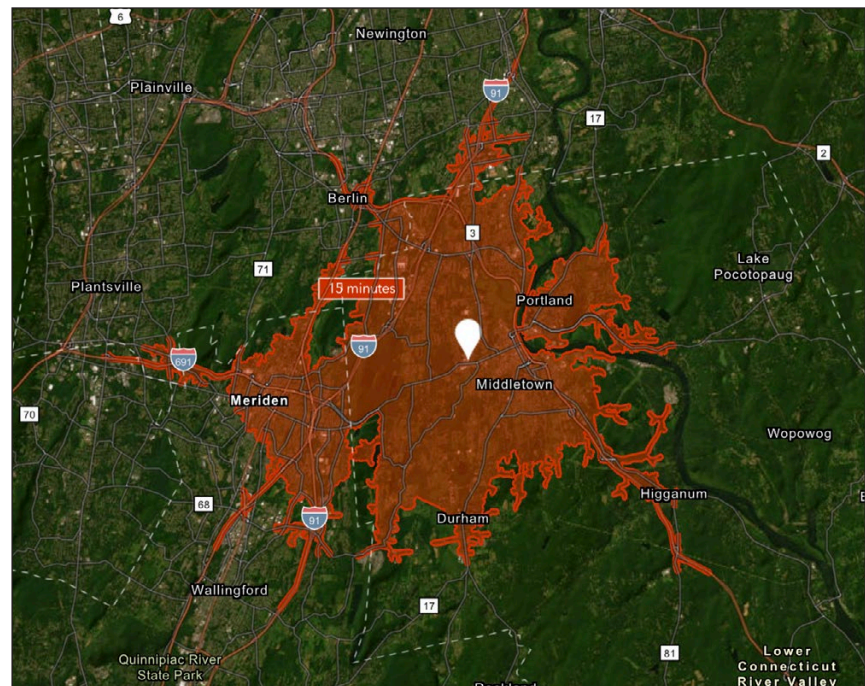 6
Newington
Plainville
91
17
2
Berlin
3
Lake
Pocotopaug
71
Plantsville
15 minutes
Portland
91
691
Middletown
Meriden
70
Wopowog
68
Higganum
91
Durham
Wallingford
17
Quinnipiac River
State Park
81
Lower
Connecticut
River Valley